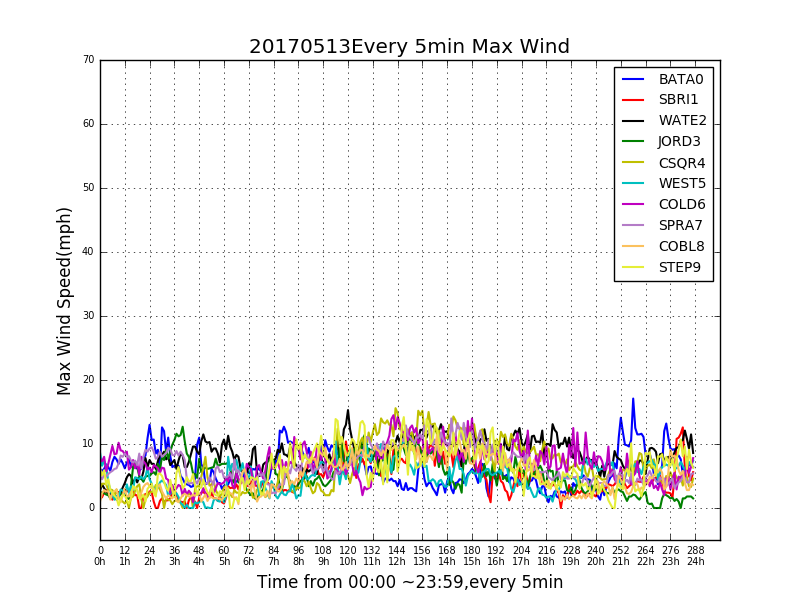 20170513Every 5min Max Wind
70
60
50
40
30
20
10
0
Max Wind Speed(mph)
BATA0
SBRI1
WATE2
JORD3
CSQR4
WEST5
COLD6
SPRA7
COBL8
STEP9
0 12 24 36 48 60 72 84 96 108 120 132 144 156 168 180 192 204 216 228 240 252 264 276 288
0h 1h 2h 3h 4h 5h 6h 7h 8h 9h 10h 11h 12h 13h 14h 15h 16h 17h 18h 19h 20h 21h 22h 23h 24h
Time from 00:00 ~23:59,every 5min